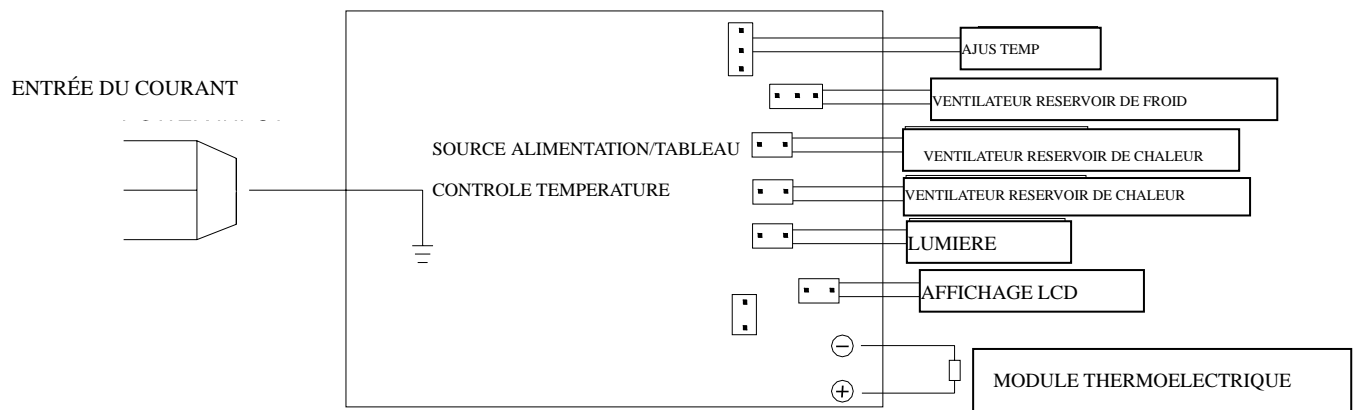 AJUS TEMP
ENTRÉE DU COURANT
VENTILATEUR RESERVOIR DE FROID
SOURCE ALIMENTATION/TABLEAU
VENTILATEUR RESERVOIR DE CHALEUR
CONTROLE TEMPERATURE
VENTILATEUR RESERVOIR DE CHALEUR
LUMIERE
AFFICHAGE LCD
MODULE THERMOELECTRIQUE